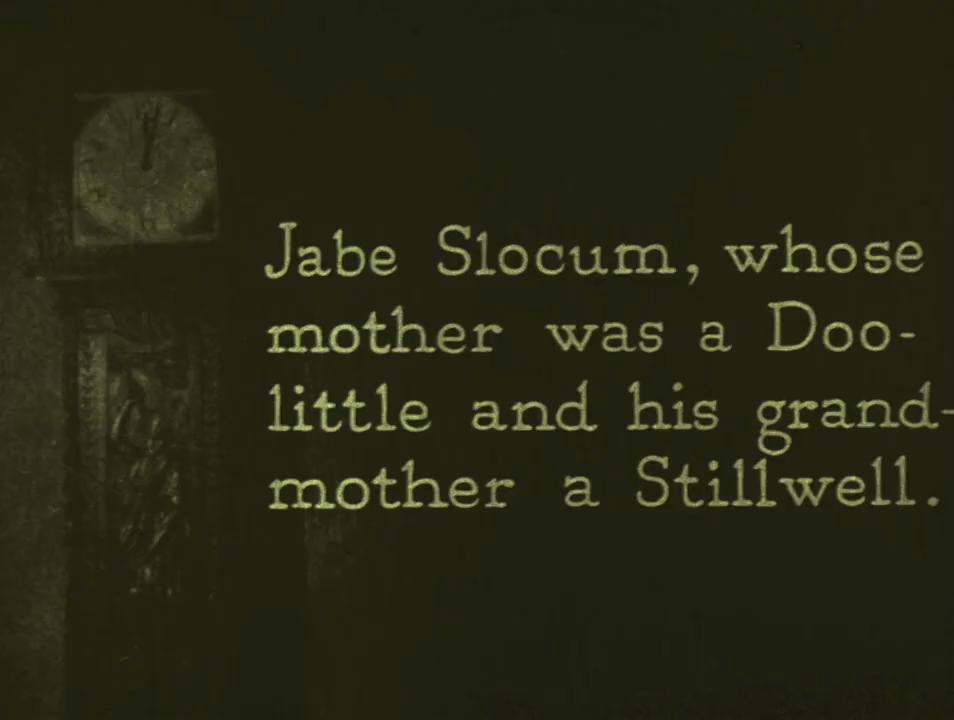 Jabe Slocum, whose
mother was a Doo-
little and his grand-
mother a Stillwell.